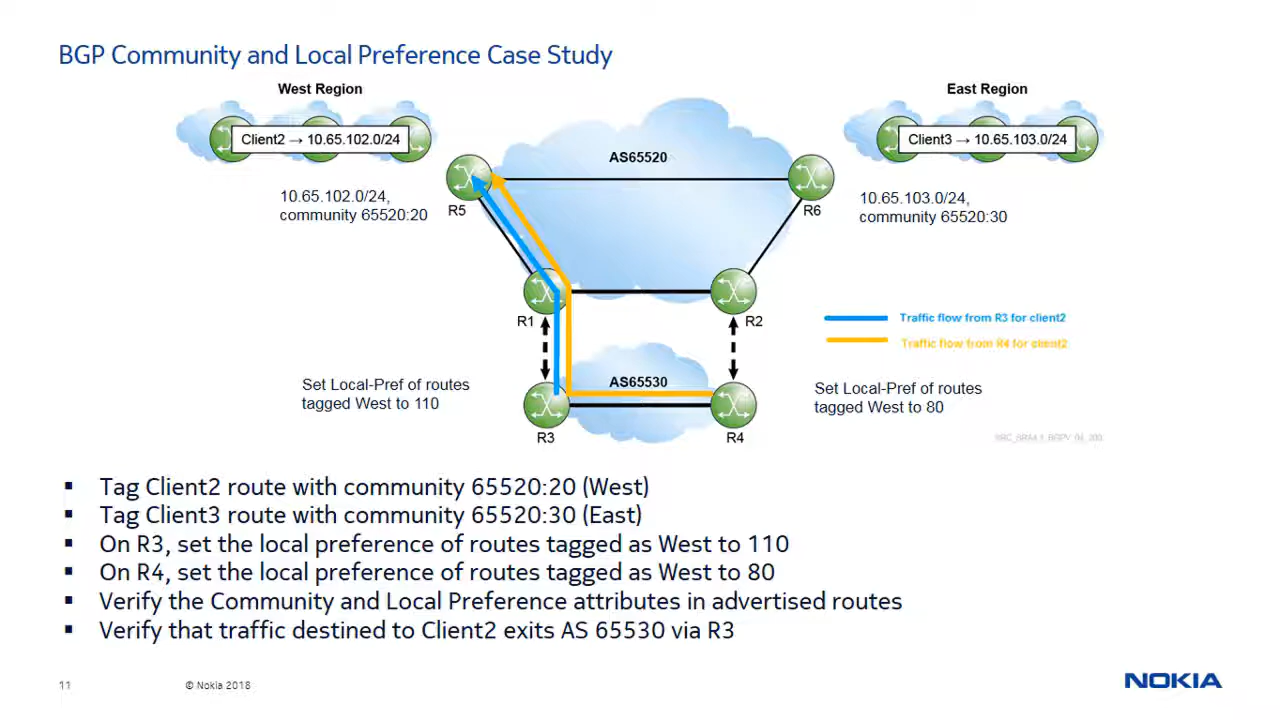 BGP Community and Local Preference Case Study
West Region
East Region
Client2 → 10.65.102.0/24
Client3 → 10.65.103.0/24
AS65520
10.65.102.0/24,
community 65520:20
R5
R6
10.65.103.0/24,
community 65520:30
R1
R2
Traffic flow from R3 for client2
Traffic flow from R4 for client2
Set Local-Pref of routes
tagged West to 110
AS65530
Set Local-Pref of routes
tagged West to 80
R3
R4
▪ Tag Client2 route with community 65520:20 (West)
▪ Tag Client3 route with community 65520:30 (East)
▪ On R3, set the local preference of routes tagged as West to 110
▪ On R4, set the local preference of routes tagged as West to 80
▪ Verify the Community and Local Preference attributes in advertised routes
▪ Verify that traffic destined to Client2 exits AS 65530 via R3
11
© Nokia 2018
NOKIA